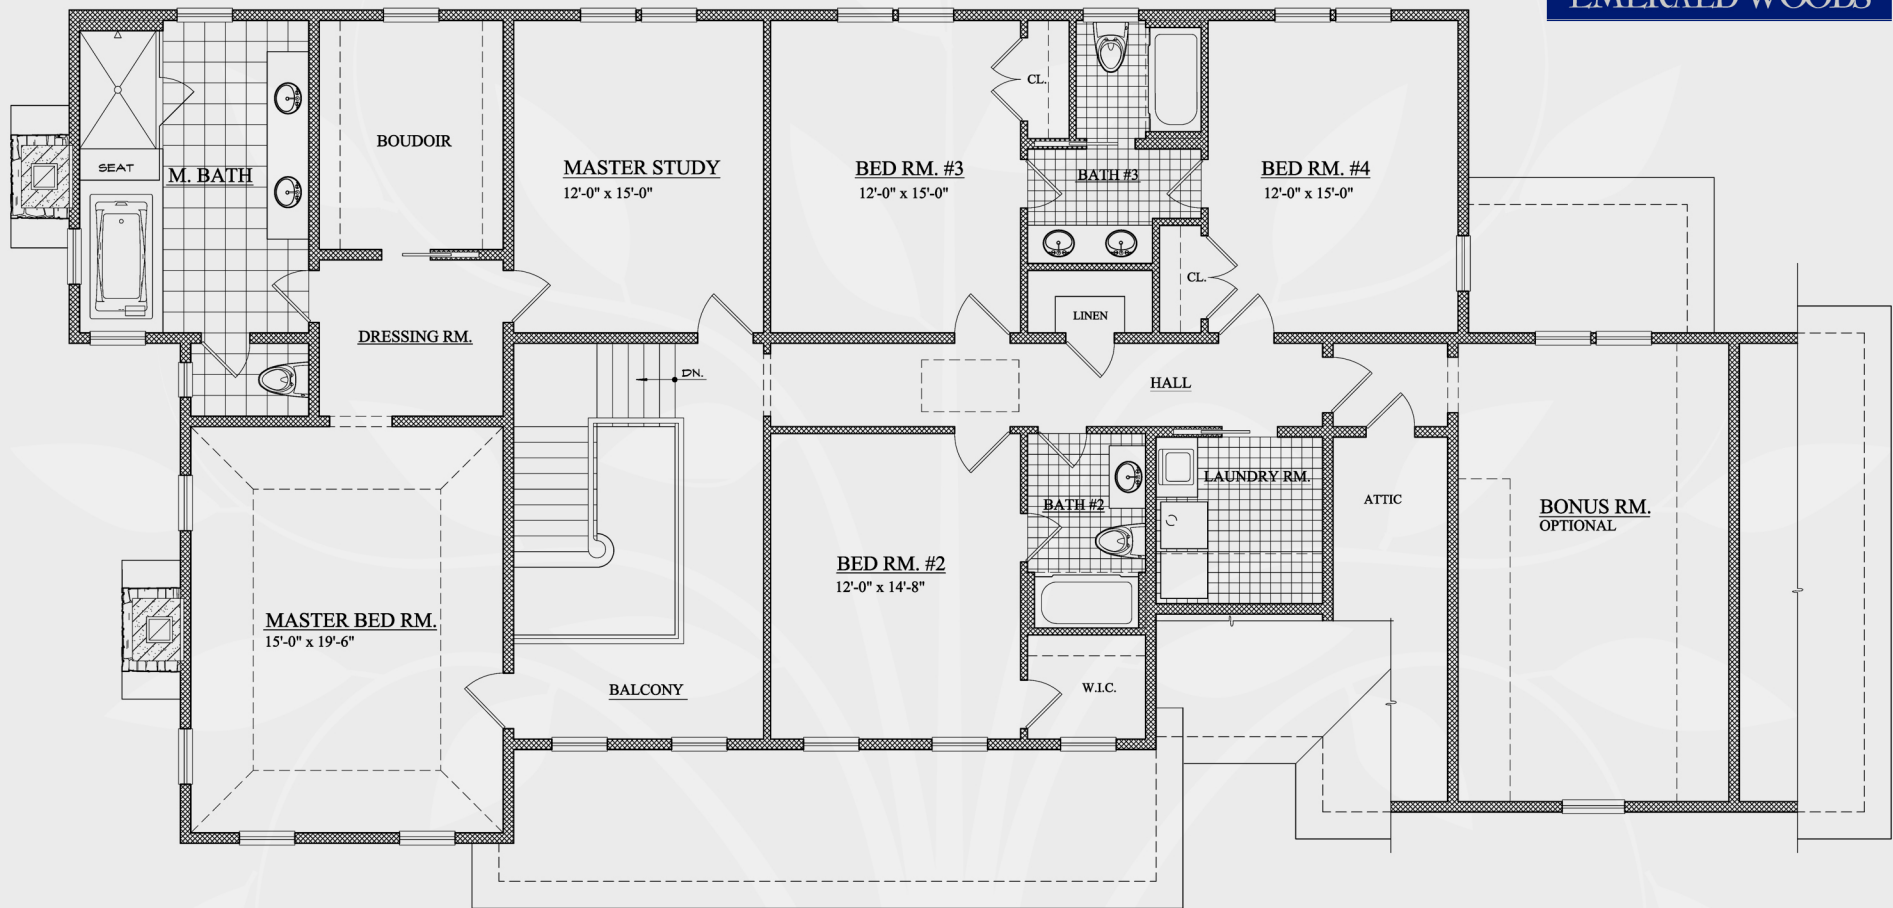 EMERALD WOODS
CL.
BOUDOIR
MASTER STUDY
12'-0" x 15'-0"
BED RM. #3
12'-0" x 15'-0"
BED RM. #4
12'-0" x 15'-0"
SEAT
M. BATH
BATH #3
CL.
LINEN
DRESSING RM.
DN.
HALL
LAUNDRY RM.
BATH #2
ATTIC
BONUS RM.
OPTIONAL
BED RM. #2
12'-0" x 14'-8"
MASTER BED RM.
15'-0" x 19'-6"
BALCONY
W.I.C.